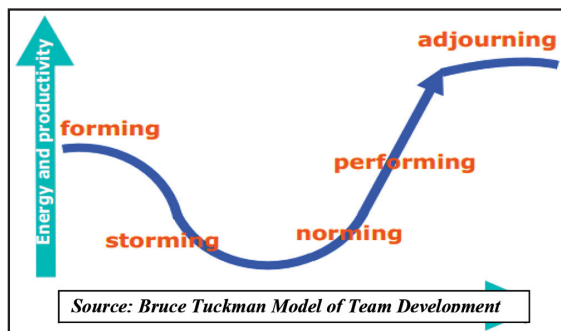 adjourning
forming
performing
storming
norming
Energy and productivity
Source: Bruce Tuckman Model of Team Development